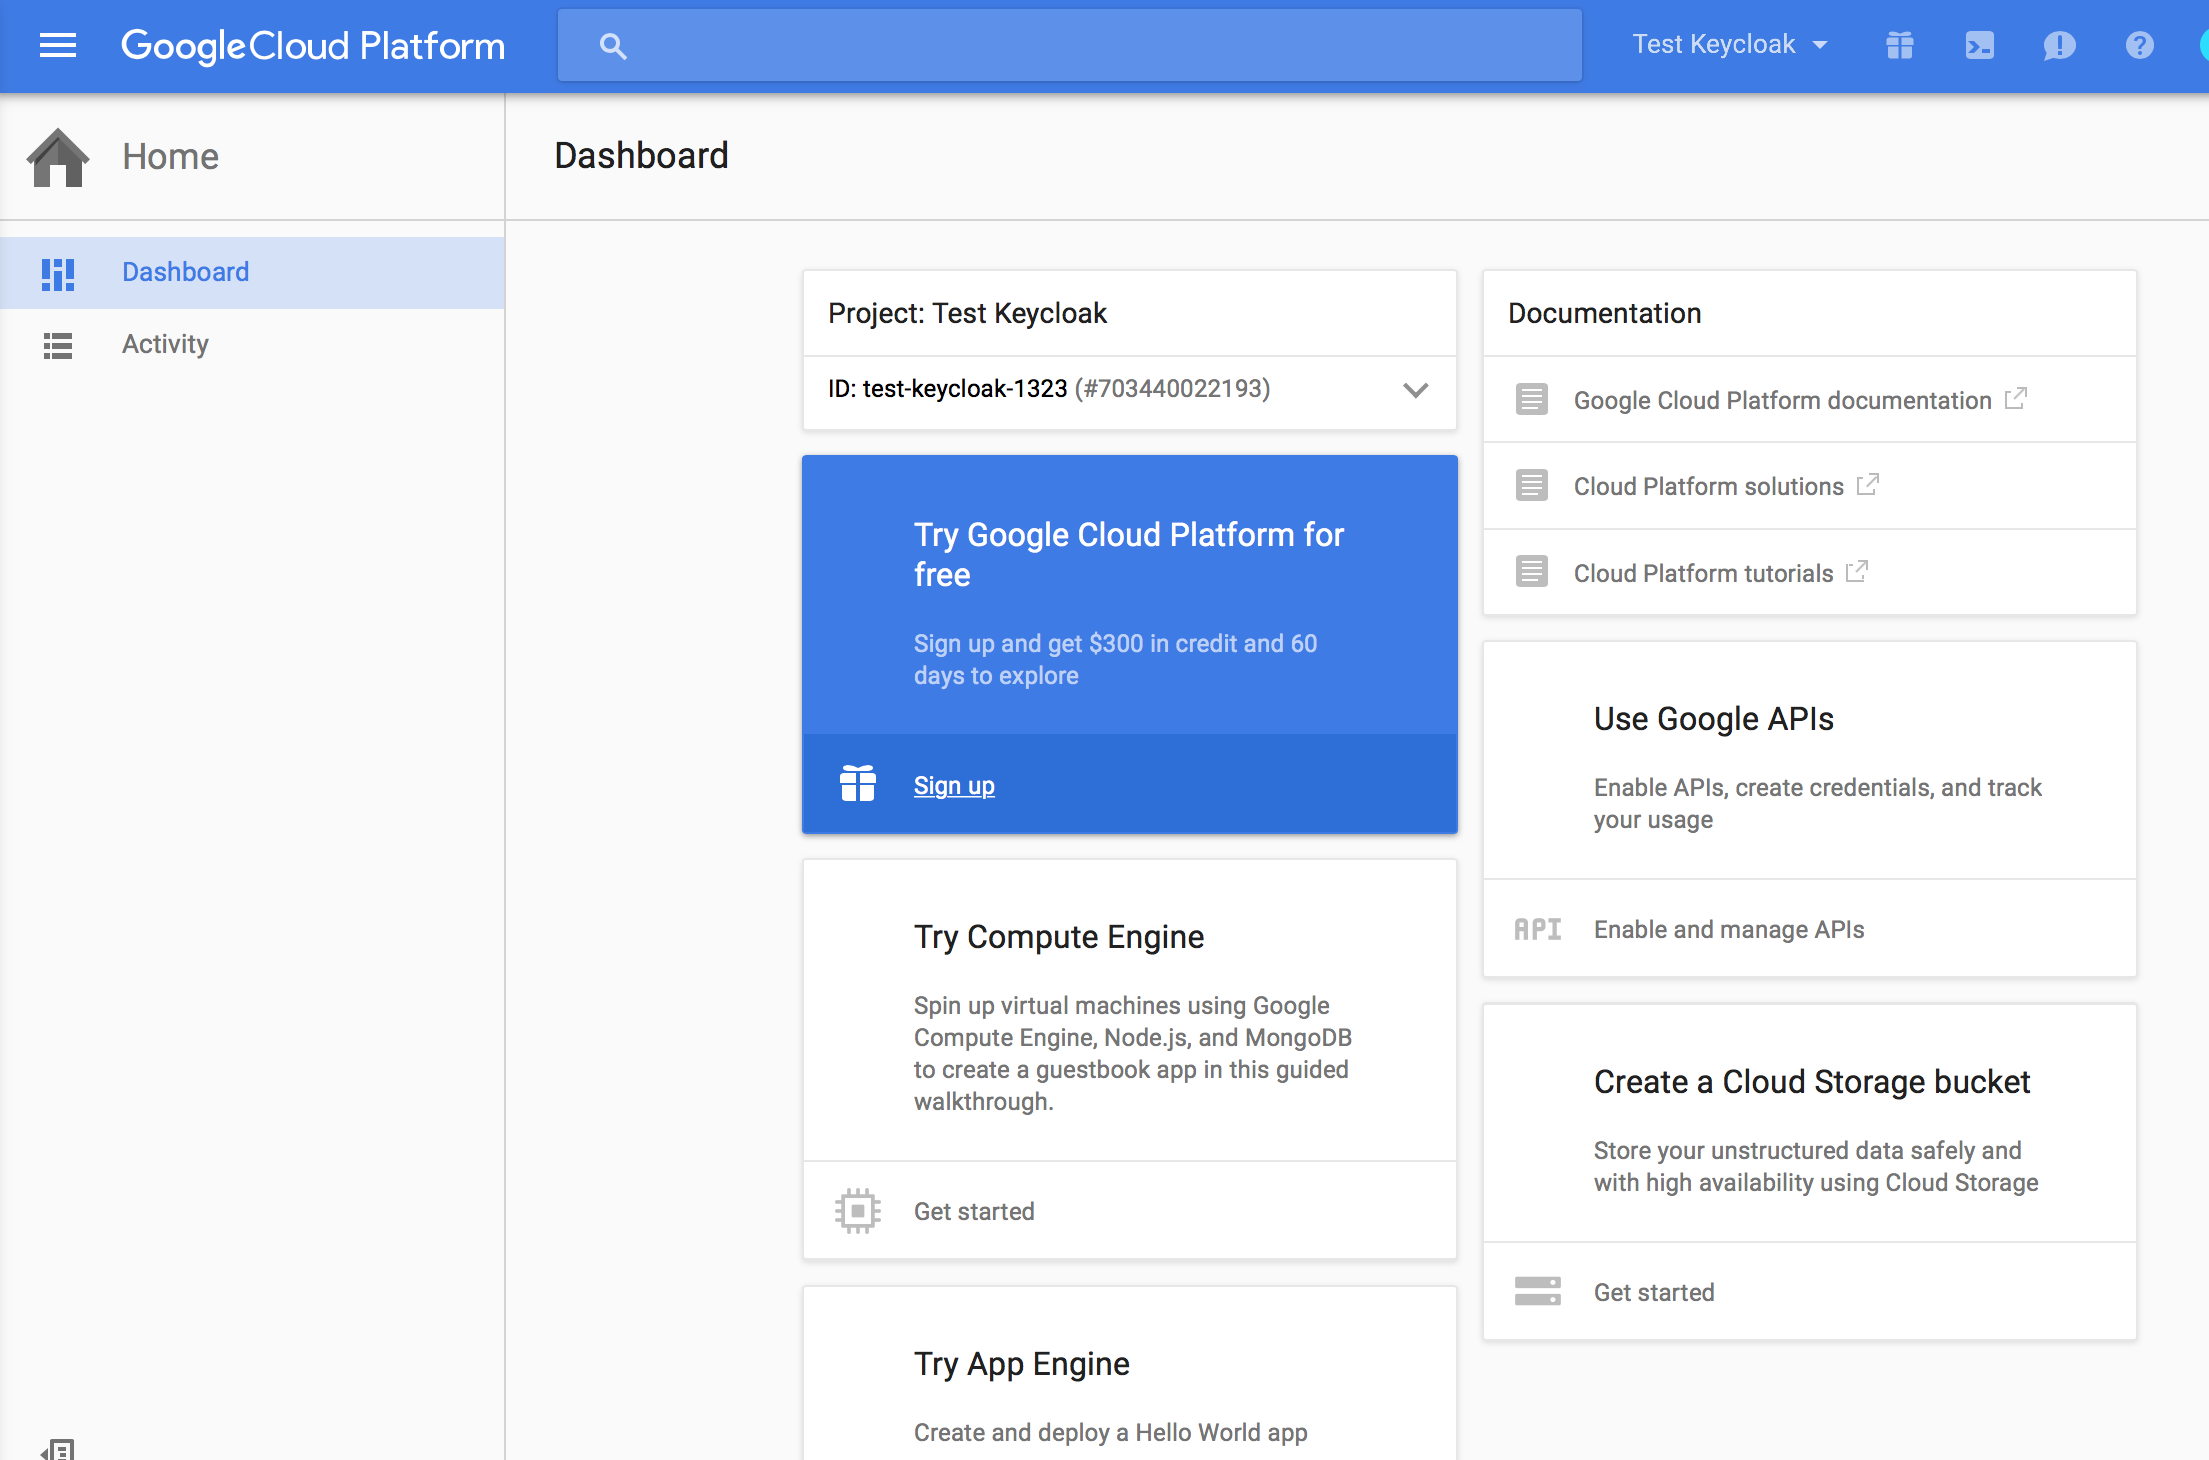 Google Cloud Platform
Test Keycloak
Home
Dashboard
Dashboard
Activity
Project: Test Keycloak
ID: test-keycloak-1323 (#703440022193)
Try Google Cloud Platform for
free
Sign up and get $300 in credit and 60
days to explore
Sign up
Try Compute Engine
Spin up virtual machines using Google
Compute Engine, Node.js, and MongoDB
to create a guestbook app in this guided
walkthrough.
Get started
Try App Engine
Create and deploy a Hello World app
Documentation
Google Cloud Platform documentation
Cloud Platform solutions
Cloud Platform tutorials
Use Google APIs
Enable APIs, create credentials, and track
your usage
API Enable and manage APIs
Create a Cloud Storage bucket
Store your unstructured data safely and
with high availability using Cloud Storage
Get started